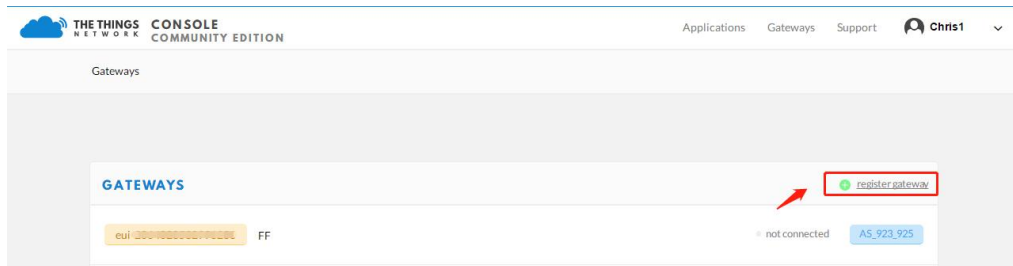 THE THINGS NETWORK CONSOLE COMMUNITY EDITION
Applications Gateways Support Chris1
Gateways
GATEWAYS
register gateway
eui FF not connected AS_923_925